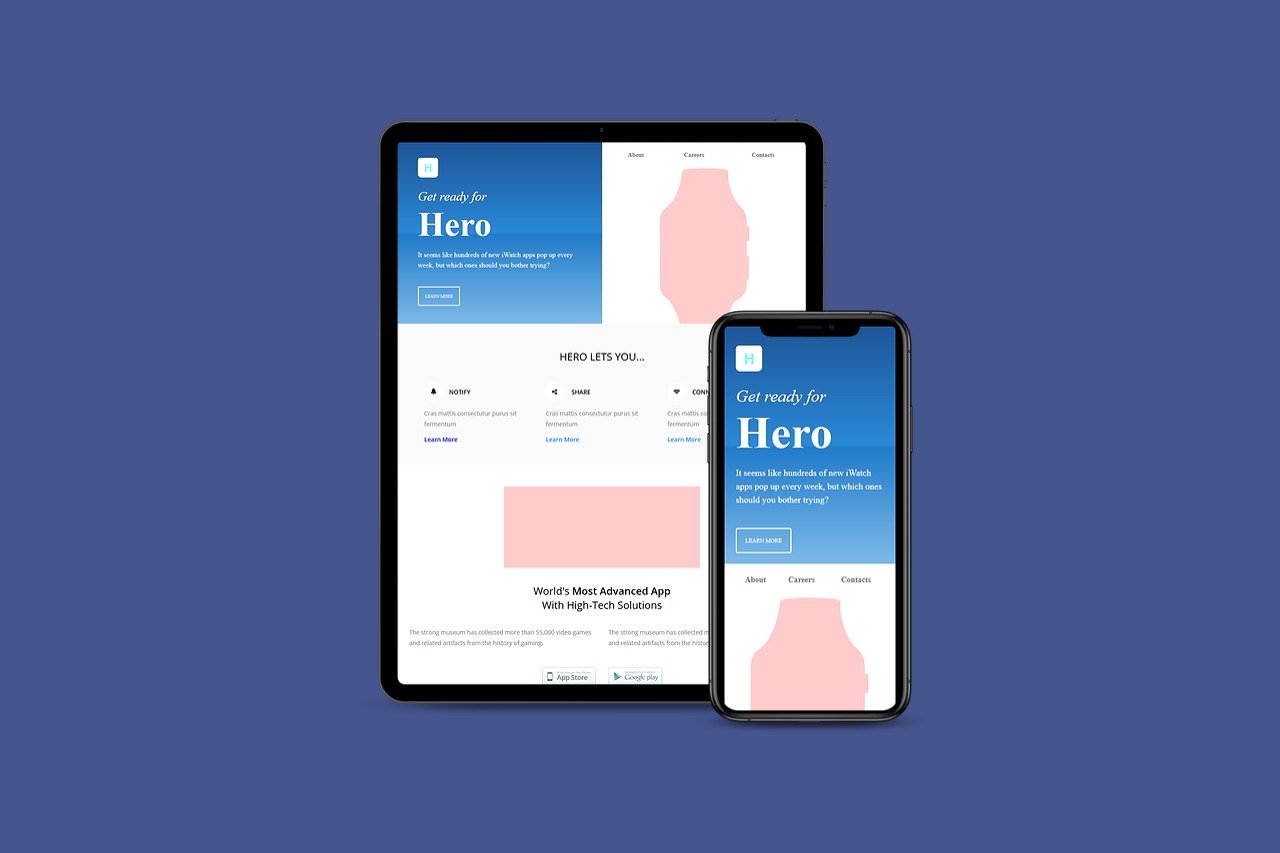 H
Get ready for
Hero
It seems like hundreds of new iWatch apps pop up every
week, but which ones should you bother trying?
LEARN MORE
About Careers Contacts
HERO LETS YOU...
NOTIFY
Cras mattis consectutur purus sit
fermentum
Learn More
SHARE
Cras mattis consectutur purus sit
fermentum
Learn More
CONN
Cras mattis co
fermentum
Learn More
World's Most Advanced App
With High-Tech Solutions
The strong museum has collected more than 55,000 video games
and related artifacts from the history of gaming.
The strong museum has collected m
and related artifacts from the histor
App Store
Google play
H
Get ready for
Hero
It seems like hundreds of new iWatch
apps pop up every week, but which ones
should you bother trying?
LEARN MORE
About Careers Contacts